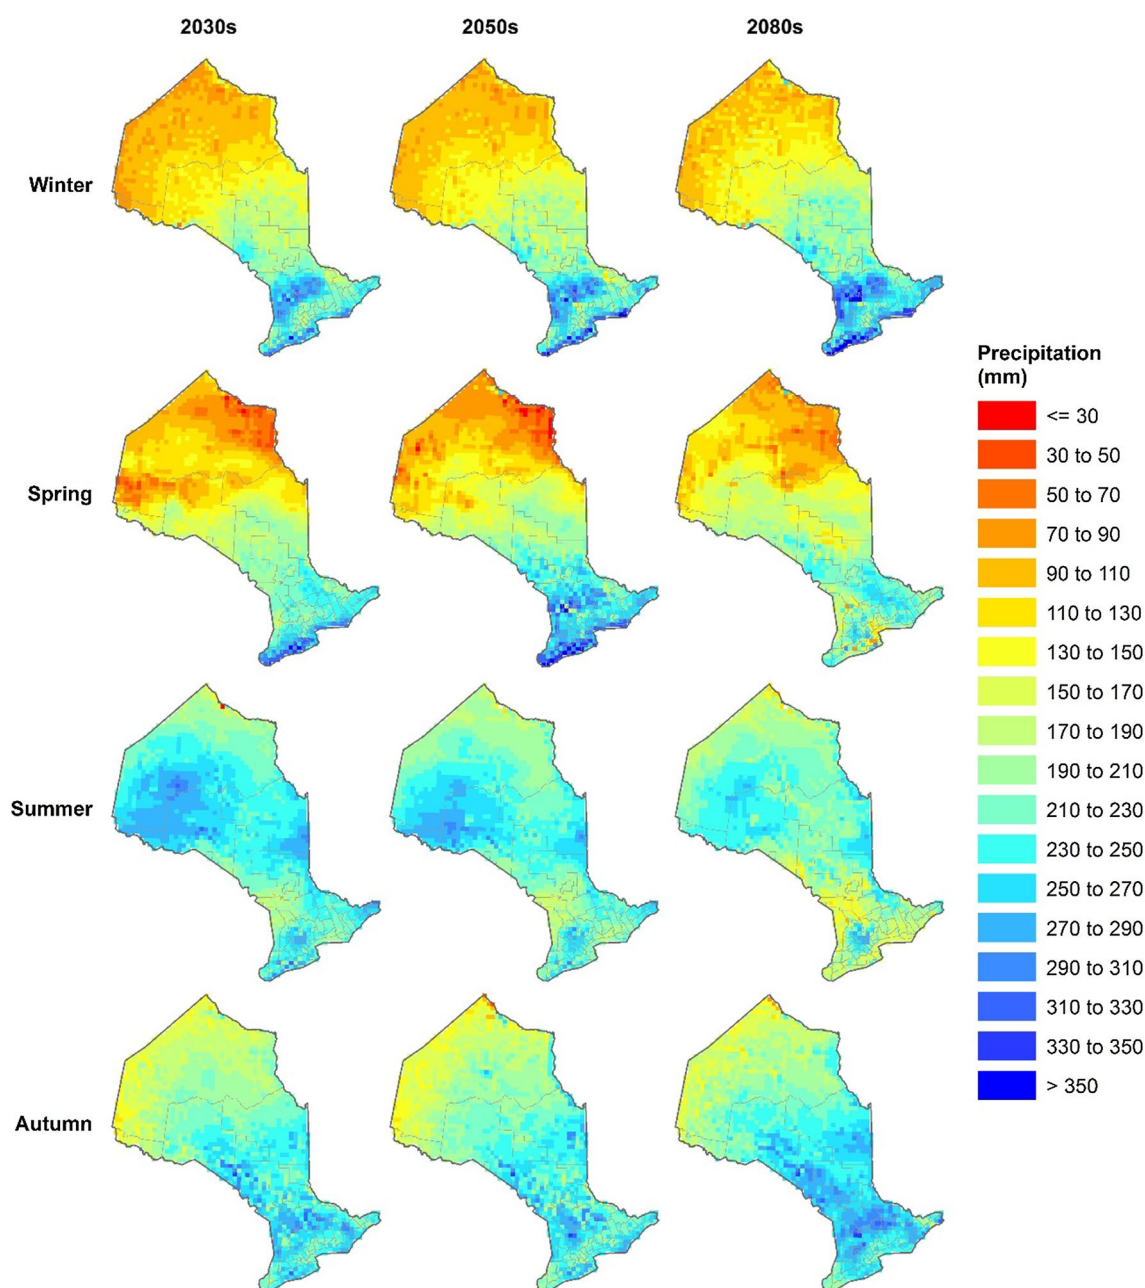 2030s 2050s 2080s
Winter
Spring
Summer
Autumn
Precipitation
(mm)
<= 30
30 to 50
50 to 70
70 to 90
90 to 110
110 to 130
130 to 150
150 to 170
170 to 190
190 to 210
210 to 230
230 to 250
250 to 270
270 to 290
290 to 310
310 to 330
330 to 350
> 350